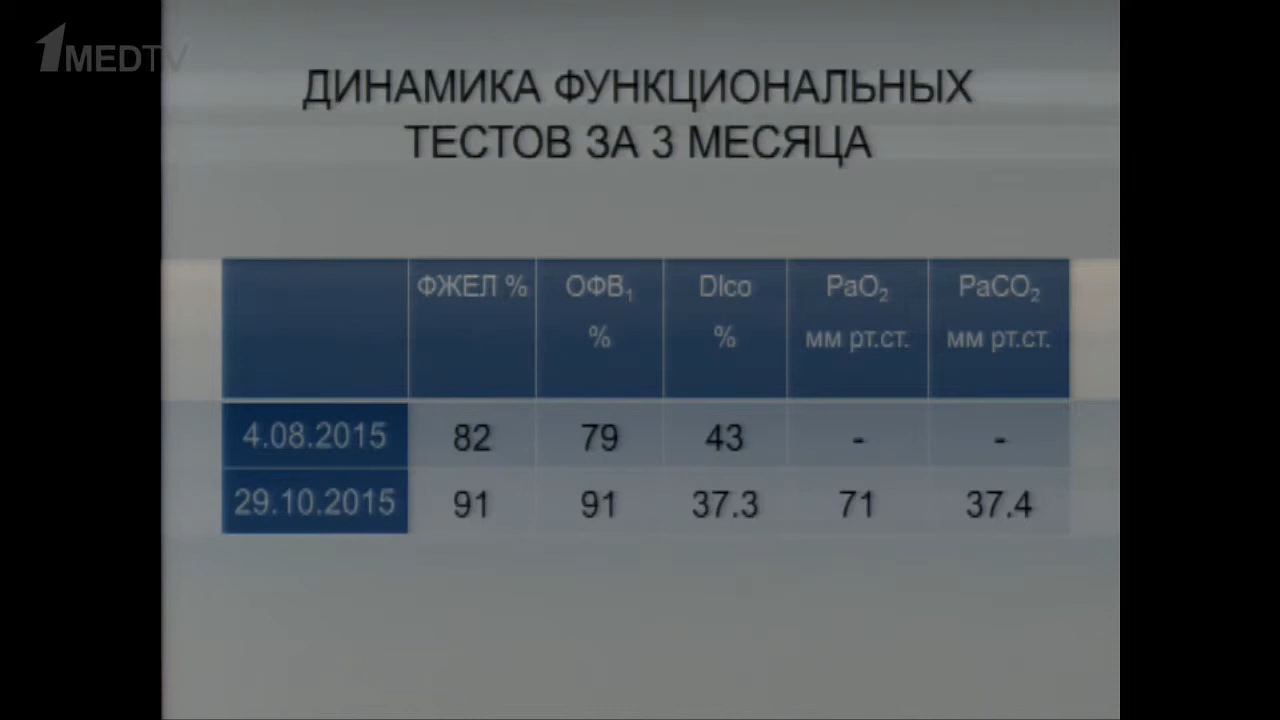 1MEDTV
ДИНАМИКА ФУНКЦИОНАЛЬНЫХ
ТЕСТОВ ЗА 3 МЕСЯЦА
ФЖЕЛ % ОФВ₁ % Dlco % PaO₂ мм рт.ст. PaCO₂ мм рт.ст.
4.08.2015 82 79 43 - -
29.10.2015 91 91 37.3 71 37.4